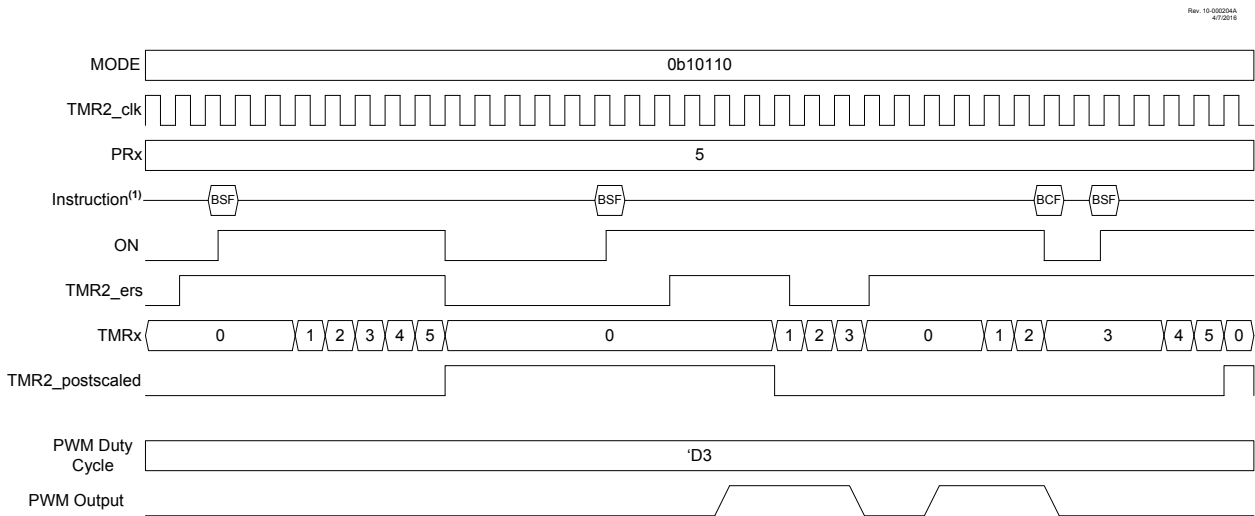 Rev. 10-000204A
4/7/2016
MODE 0b10110
TMR2_clk
PRx 5
Instruction(1) BSF BSF BCF BSF
ON
TMR2_ers
TMRx 0 1 2 3 4 5 0 1 2 3 0 1 2 3 4 5 0
TMR2_postscaled
PWM Duty
Cycle
‘D3
PWM Output